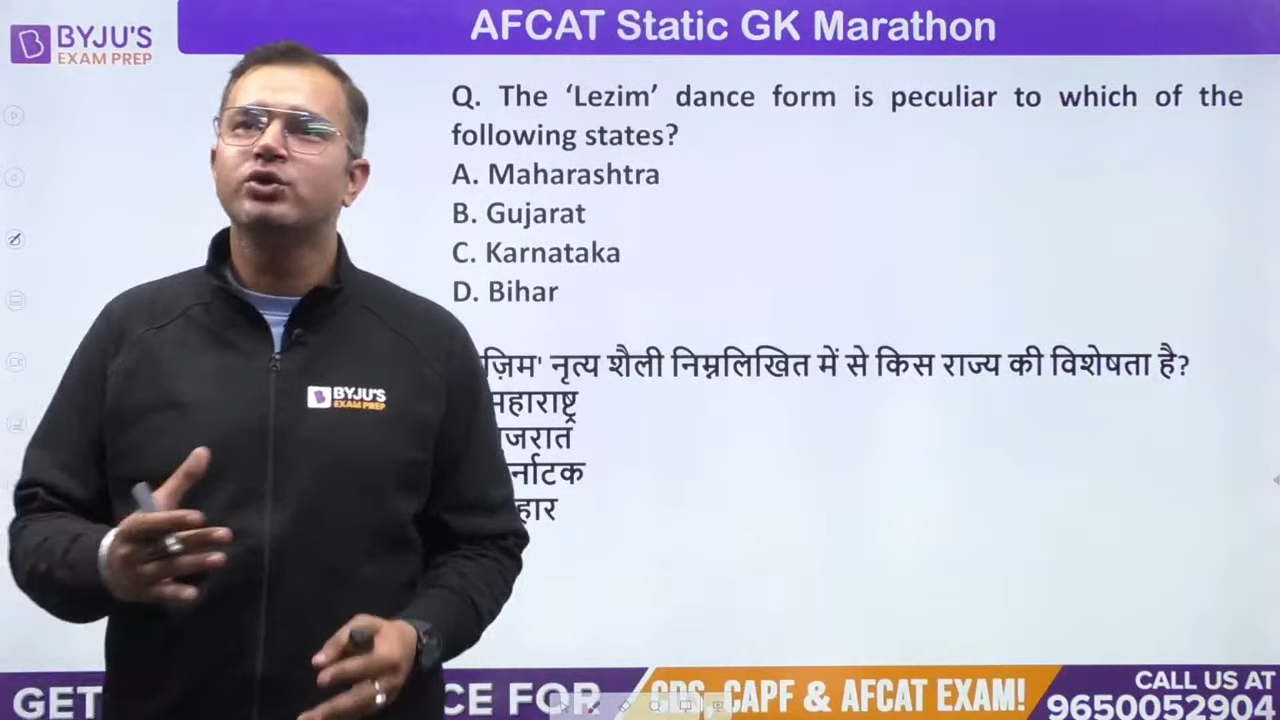 BYJU'S
EXAM PREP
AFCAT Static GK Marathon
Q. The ‘Lezim’ dance form is peculiar to which of the
following states?
A. Maharashtra
B. Gujarat
C. Karnataka
D. Bihar
नृत्य शैली निम्नलिखित में से किस राज्य की विशेषता है?
BYJU'S
EXAM PREP
GET
FOR
CDS, CAPF & AFCAT EXAM!
CALL US AT
9650052904